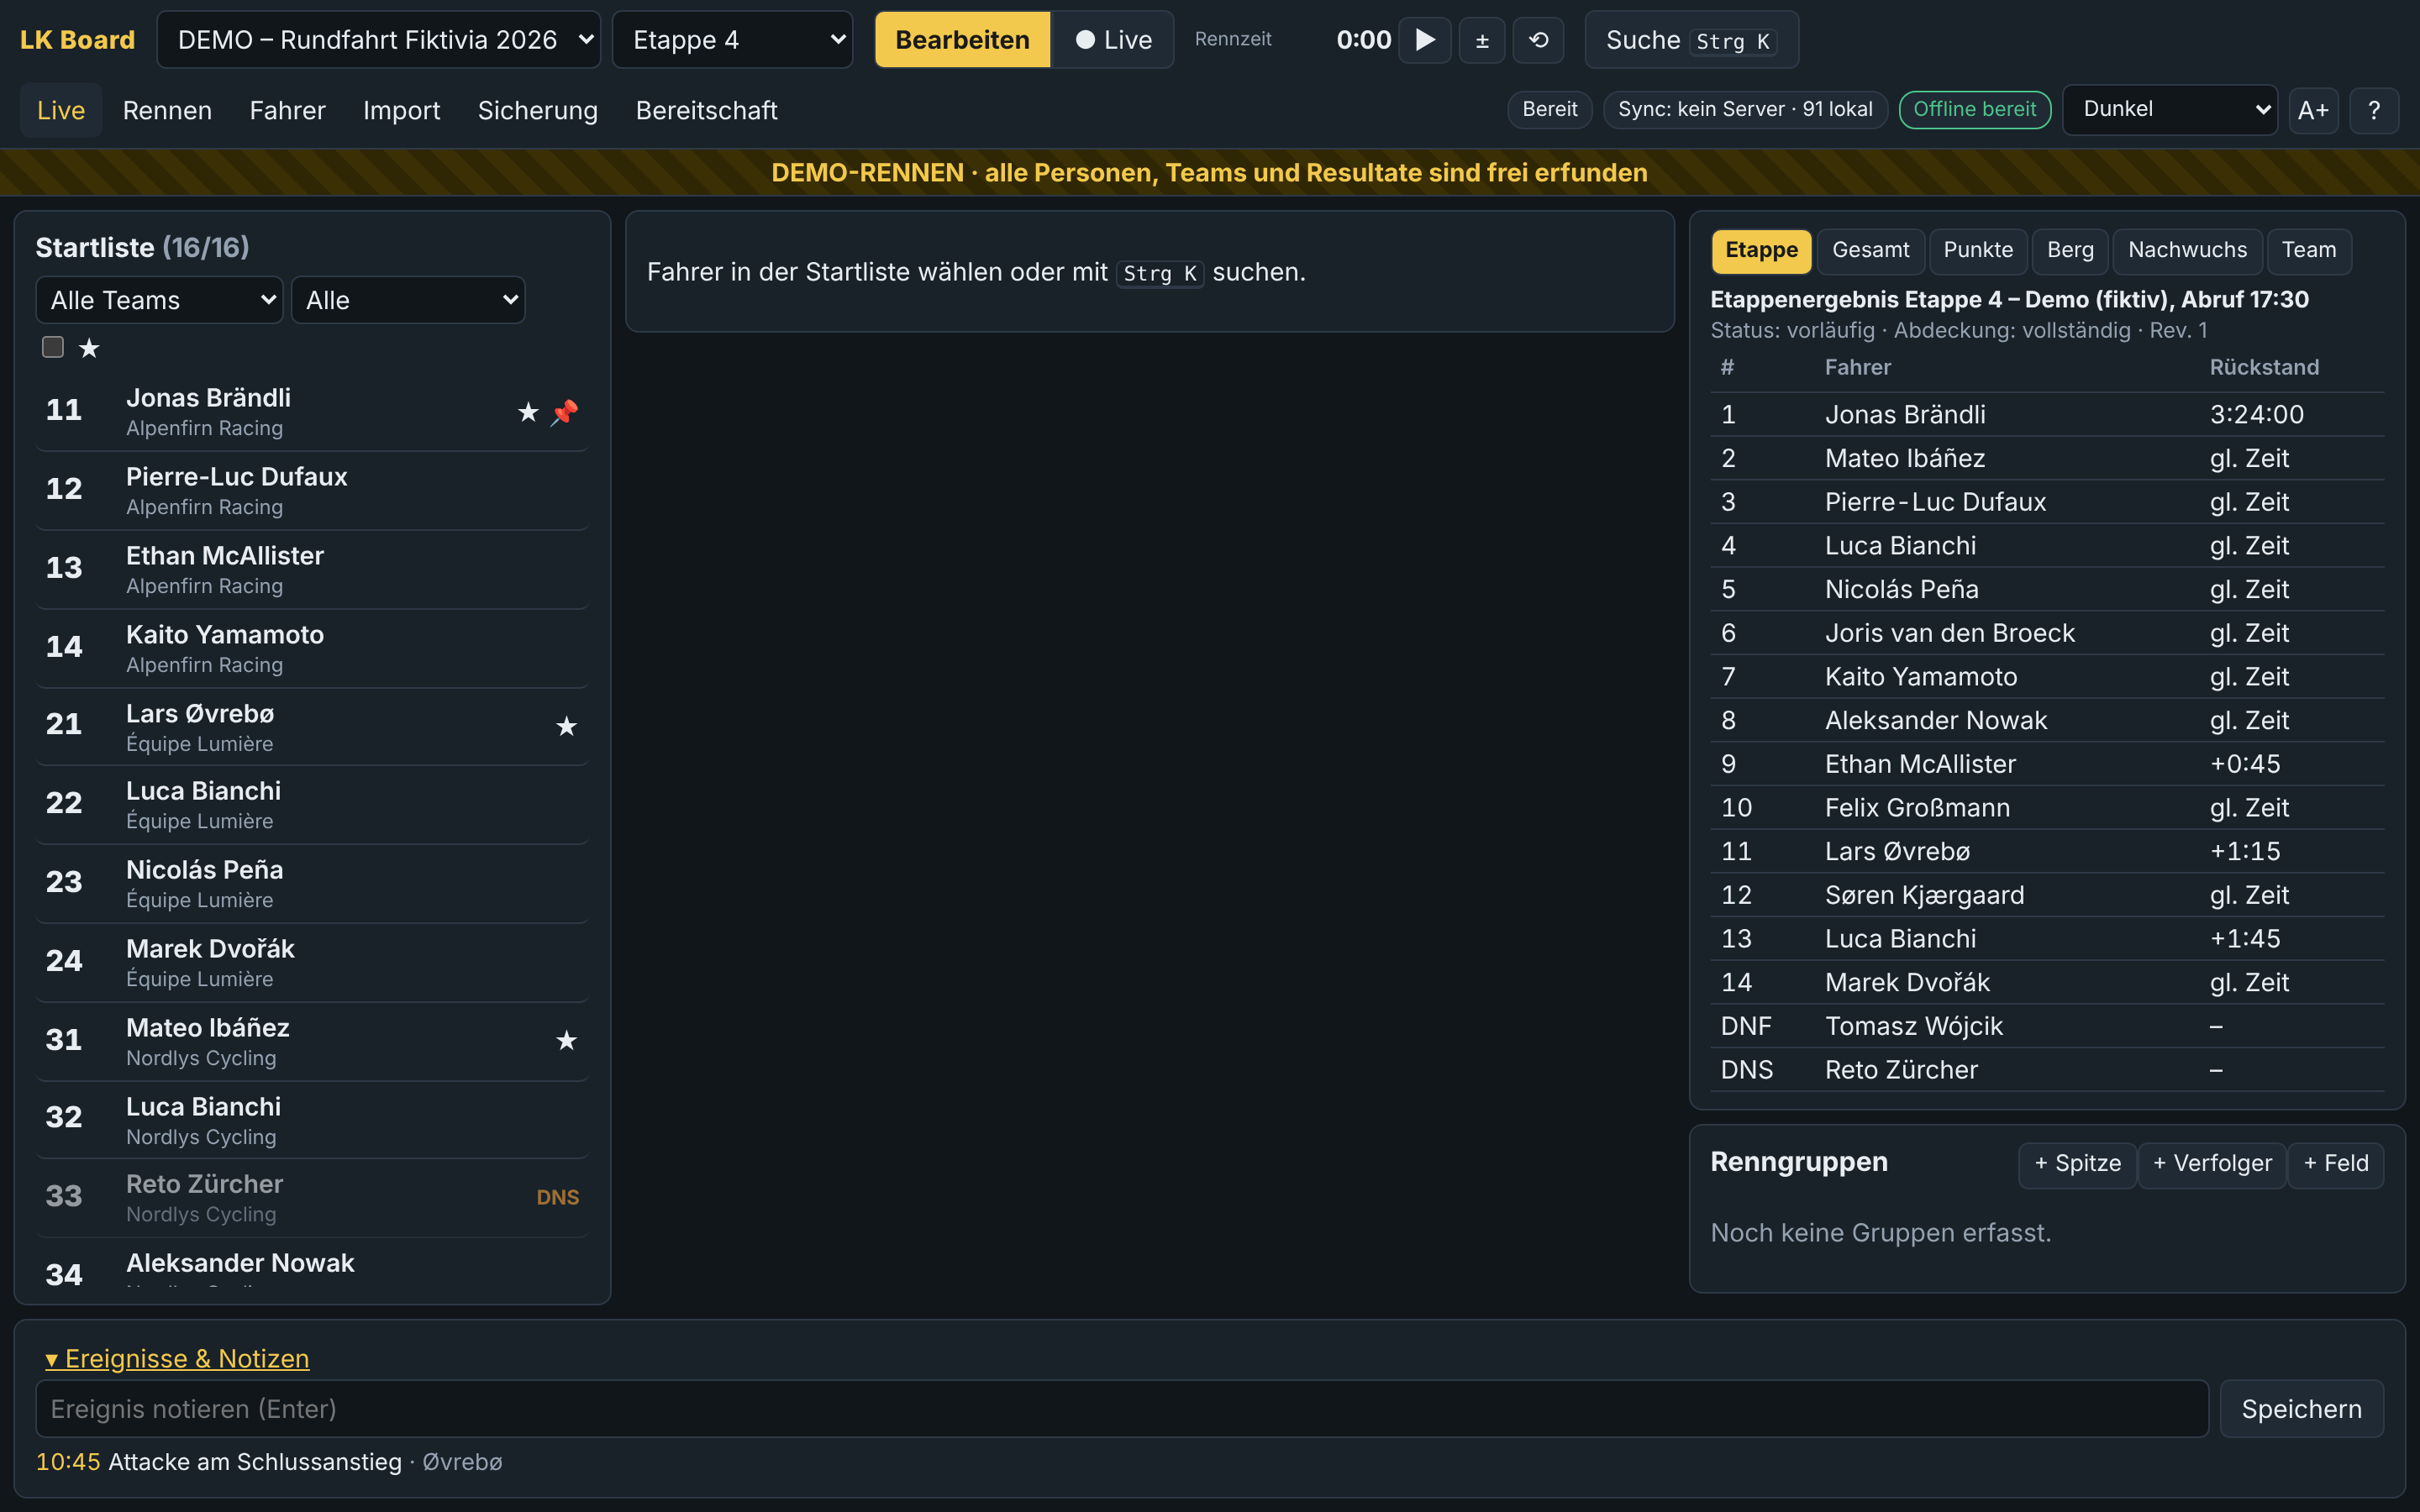 LK Board DEMO – Rundfahrt Fiktivia 2026 Etappe 4 Bearbeiten Live Rennzeit 0:00 ± Suche Strg K
Live Rennen Fahrer Import Sicherung Bereitschaft Bereit Sync: kein Server · 91 lokal Offline bereit Dunkel A+ ?
DEMO-RENNEN · alle Personen, Teams und Resultate sind frei erfunden
Startliste (16/16)
Alle Teams Alle
★
11 Jonas Brändli ★ 📌
Alpenfirn Racing
12 Pierre-Luc Dufaux
Alpenfirn Racing
13 Ethan McAllister
Alpenfirn Racing
14 Kaito Yamamoto
Alpenfirn Racing
21 Lars Øvrebø ★
Équipe Lumière
22 Luca Bianchi
Équipe Lumière
23 Nicolás Peña
Équipe Lumière
24 Marek Dvořák
Équipe Lumière
31 Mateo Ibáñez ★
Nordlys Cycling
32 Luca Bianchi
Nordlys Cycling
33 Reto Zürcher DNS
Nordlys Cycling
34 Aleksander Nowak
Fahrer in der Startliste wählen oder mit Strg K suchen.
Etappe Gesamt Punkte Berg Nachwuchs Team
Etappenergebnis Etappe 4 – Demo (fiktiv), Abruf 17:30
Status: vorläufig · Abdeckung: vollständig · Rev. 1
# Fahrer Rückstand
1 Jonas Brändli 3:24:00
2 Mateo Ibáñez gl. Zeit
3 Pierre-Luc Dufaux gl. Zeit
4 Luca Bianchi gl. Zeit
5 Nicolás Peña gl. Zeit
6 Joris van den Broeck gl. Zeit
7 Kaito Yamamoto gl. Zeit
8 Aleksander Nowak gl. Zeit
9 Ethan McAllister +0:45
10 Felix Großmann gl. Zeit
11 Lars Øvrebø +1:15
12 Søren Kjærgaard gl. Zeit
13 Luca Bianchi +1:45
14 Marek Dvořák gl. Zeit
DNF Tomasz Wójcik –
DNS Reto Zürcher –
Renngruppen + Spitze + Verfolger + Feld
Noch keine Gruppen erfasst.
▾ Ereignisse & Notizen
Ereignis notieren (Enter) Speichern
10:45 Attacke am Schlussanstieg · Øvrebø